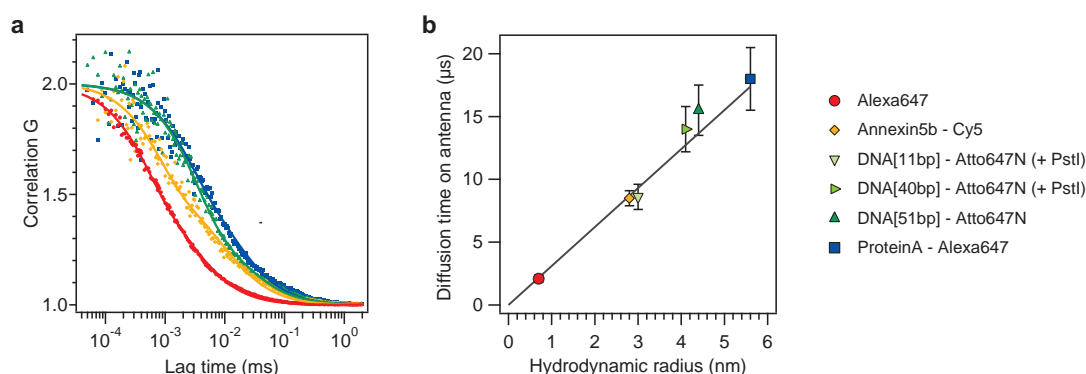 a
Correlation G
2.0
1.5
1.0
10⁻⁴ 10⁻³ 10⁻² 10⁻¹ 10⁰
Lag time (ms)
b
Diffusion time on antenna (µs)
20
15
10
5
0
0 1 2 3 4 5 6
Hydrodynamic radius (nm)
Alexa647
Annexin5b - Cy5
DNA[11bp] - Atto647N (+ PstI)
DNA[40bp] - Atto647N (+ PstI)
DNA[51bp] - Atto647N
ProteinA - Alexa647